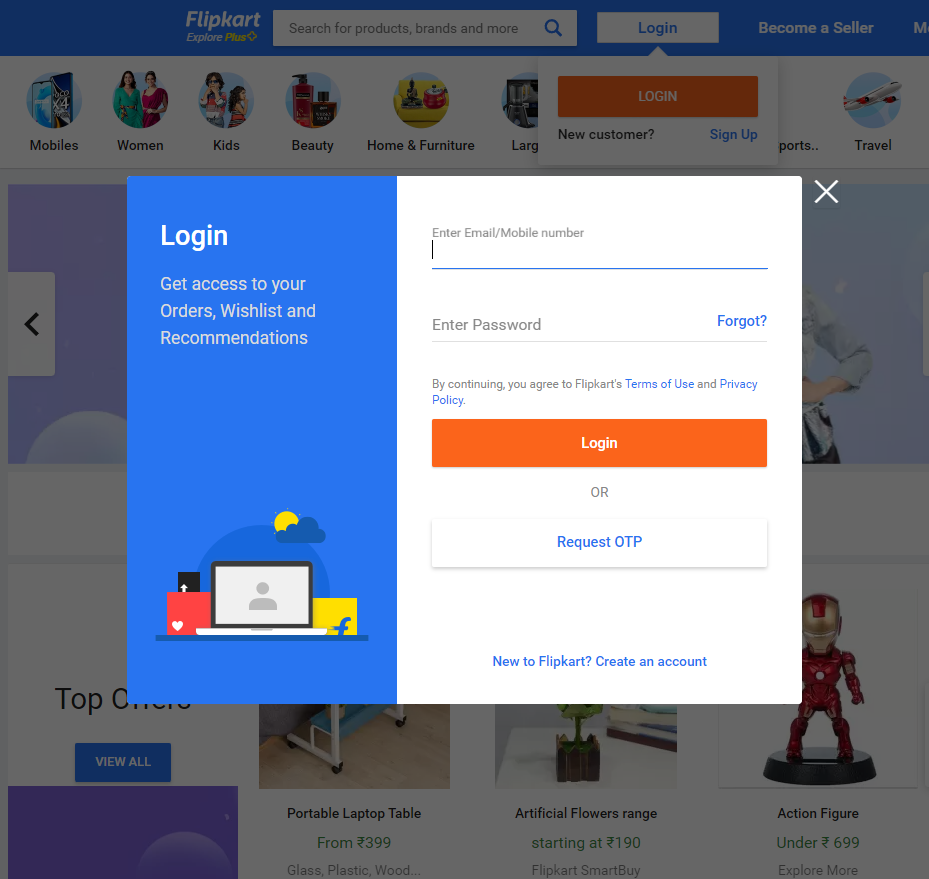 Flipkart
Explore Plus
Search for products, brands and more
Login
Become a Seller
LOGIN
New customer?
Sign Up
Mobiles
Women
Kids
Beauty
Home & Furniture
Travel
Login
Get access to your
Orders, Wishlist and
Recommendations
Enter Email/Mobile number
Enter Password
Forgot?
By continuing, you agree to Flipkart's Terms of Use and Privacy
Policy.
Login
OR
Request OTP
New to Flipkart? Create an account
Top Offers
VIEW ALL
Portable Laptop Table
From ₹399
Glass, Plastic, Wood...
Artificial Flowers range
starting at ₹190
Flipkart SmartBuy
Action Figure
Under ₹ 699
Explore More